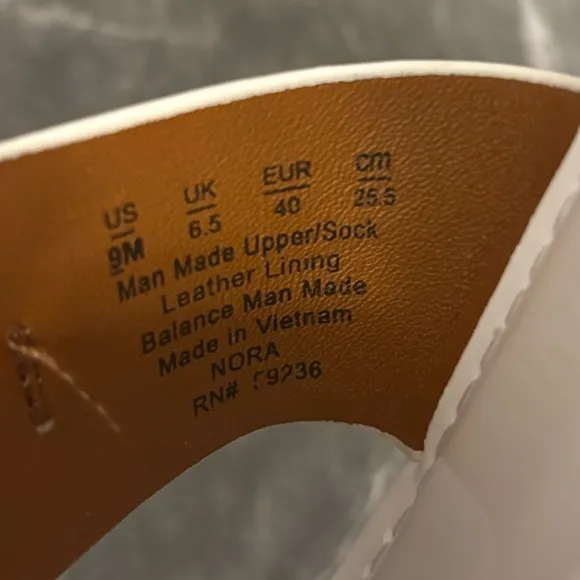 US UK EUR cm
9M 6.5 40 25.5
Man Made Upper/Sock
Leather Lining
Balance Man Made
Made in Vietnam
NORA
RN#